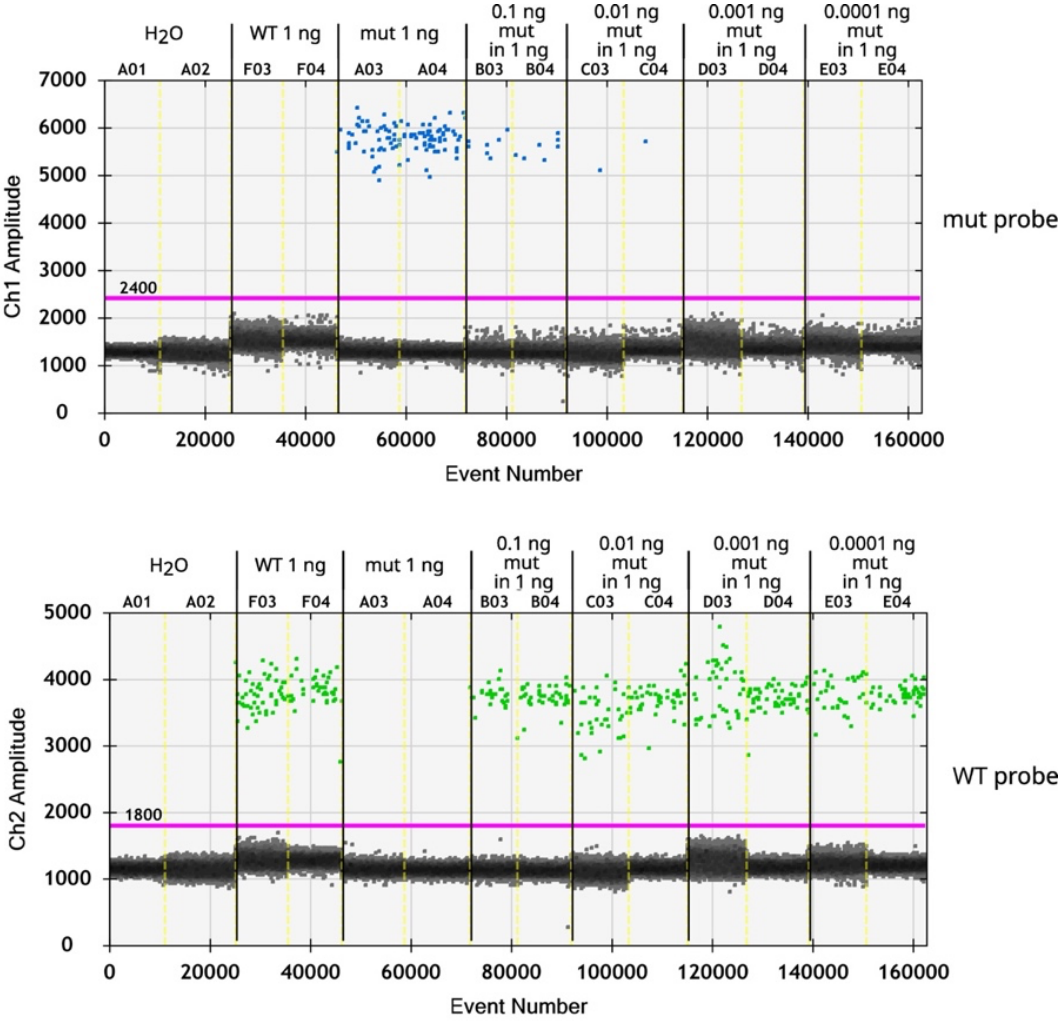 H2O WT 1 ng mut 1 ng 0.1 ng mut in 1 ng 0.01 ng mut in 1 ng 0.001 ng mut in 1 ng 0.0001 ng mut in 1 ng
A01 A02 F03 F04 A03 A04 B03 B04 C03 C04 D03 D04 E03 E04
7000
6000
5000
4000
3000
2400
2000
1000
0
Ch1 Amplitude
mut probe
0 20000 40000 60000 80000 100000 120000 140000 160000
Event Number
H2O WT 1 ng mut 1 ng 0.1 ng mut in 1 ng 0.01 ng mut in 1 ng 0.001 ng mut in 1 ng 0.0001 ng mut in 1 ng
A01 A02 F03 F04 A03 A04 B03 B04 C03 C04 D03 D04 E03 E04
5000
4000
3000
2000
1800
1000
0
Ch2 Amplitude
WT probe
0 20000 40000 60000 80000 100000 120000 140000 160000
Event Number